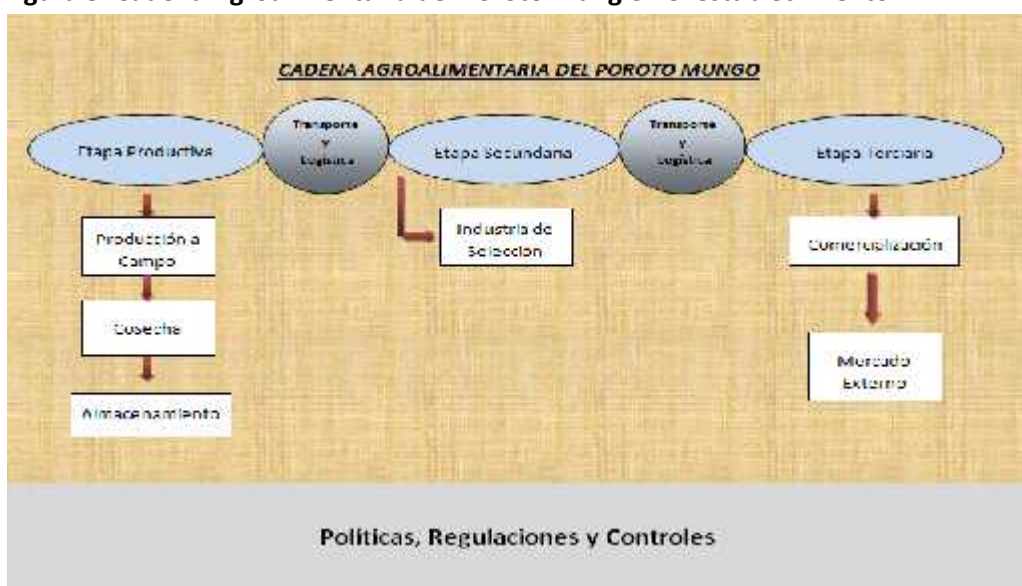 CADENA AGROALIMENTARIA DEL POROTO MUNGO
Etapa Productiva
Transporte
y
Logística
Etapa Secundaria
Transporte
y
Logística
Etapa Terciaria
Producción a
Campo
Cosecha
Almacenamiento
Industria de
Selección
Comercialización
Mercado
Externo
Políticas, Regulaciones y Controles